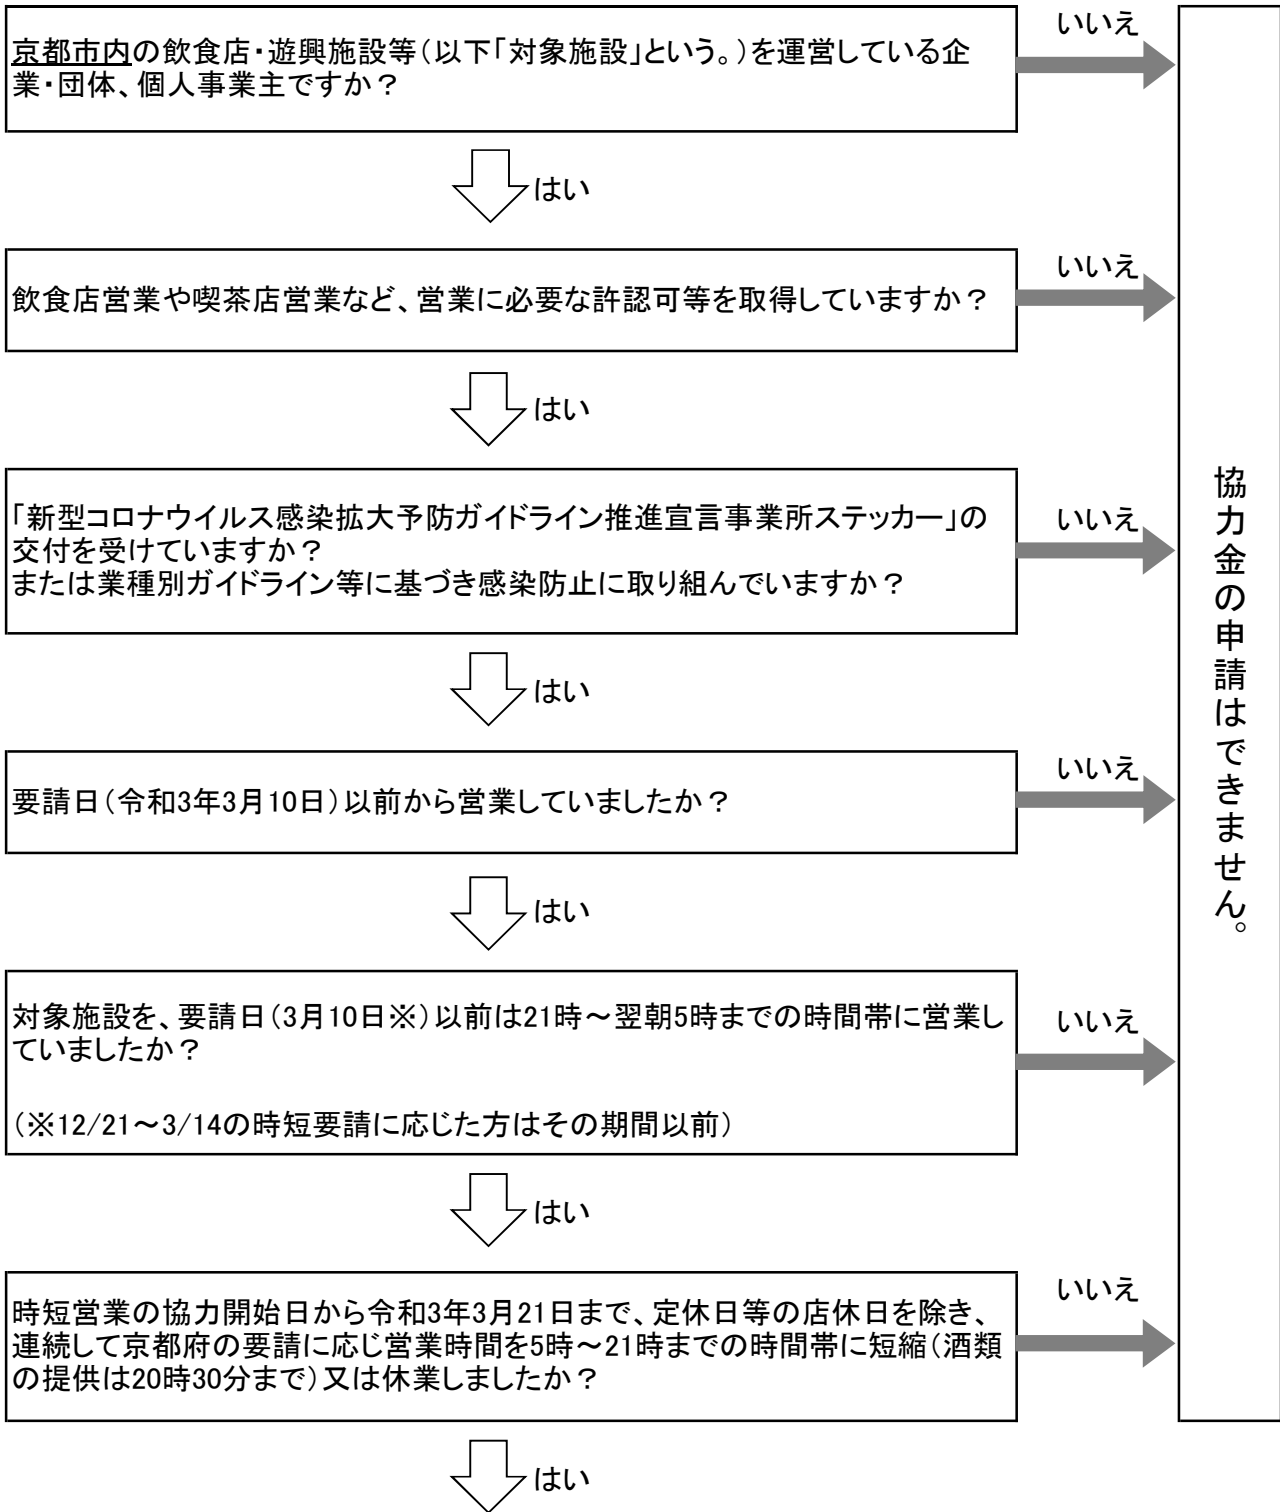 京都市内の飲食店・遊興施設等（以下「対象施設」という。）を運営している企
業・団体、個人事業主ですか？
いいえ
はい
飲食店営業や喫茶店営業など、営業に必要な許認可等を取得していますか？
いいえ
はい
「新型コロナウイルス感染拡大予防ガイドライン推進宣言事業所ステッカー」の
交付を受けていますか？
または業種別ガイドライン等に基づき感染防止に取り組んでいますか？
いいえ
はい
要請日（令和3年3月10日）以前から営業していましたか？
いいえ
はい
対象施設を、要請日（3月10日※）以前は21時～翌朝5時までの時間帯に営業し
ていましたか？
（※12/21～3/14の時短要請に応じた方はその期間以前）
いいえ
はい
時短営業の協力開始日から令和3年3月21日まで、定休日等の店休日を除き、
連続して京都府の要請に応じ営業時間を5時～21時までの時間帯に短縮（酒類
の提供は20時30分まで）又は休業しましたか？
いいえ
はい
協力金の申請はできません。